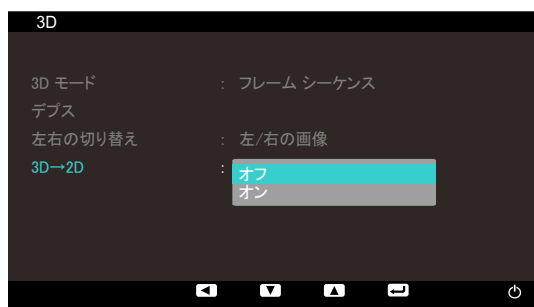 3D
3D モード : フレーム シーケンス
デプス
左右の切り替え : 左/右の画像
3D→2D : オフ
オン